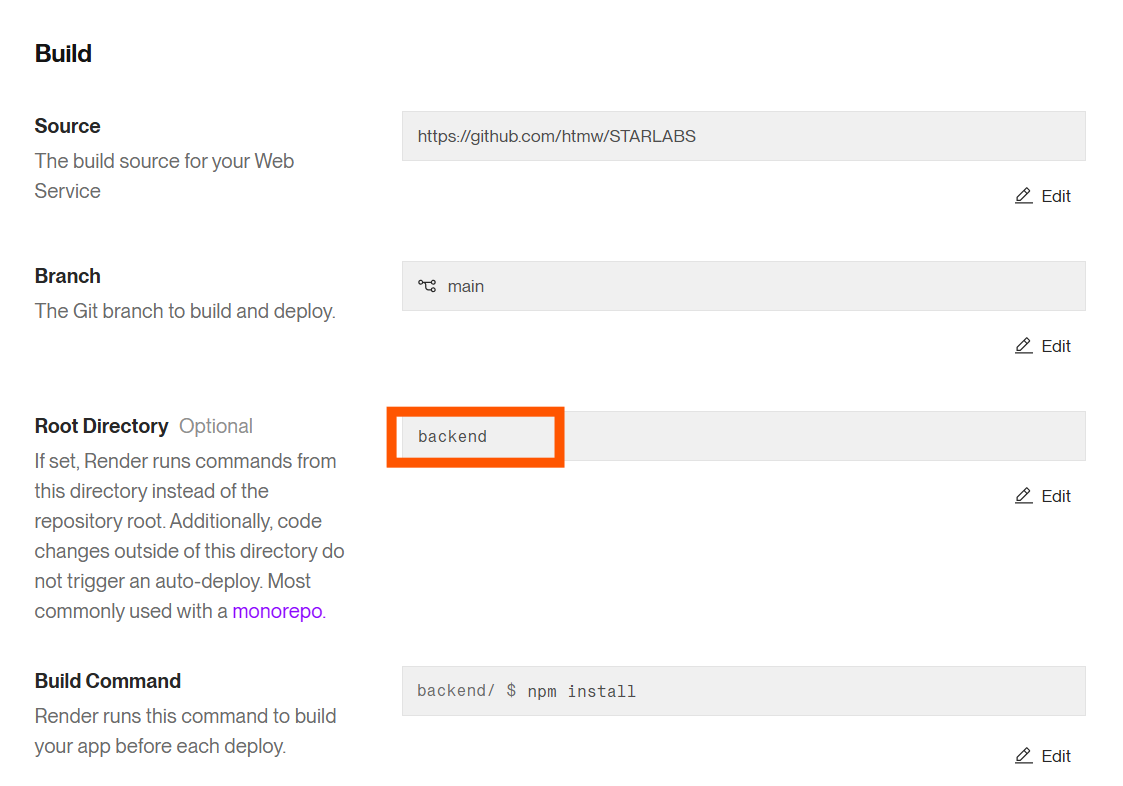 Build
Source
The build source for your Web
Service
https://github.com/htmw/STARLABS
Edit
Branch
The Git branch to build and deploy.
main
Edit
Root Directory Optional
If set, Render runs commands from
this directory instead of the
repository root. Additionally, code
changes outside of this directory do
not trigger an auto-deploy. Most
commonly used with a monorepo.
backend
Edit
Build Command
Render runs this command to build
your app before each deploy.
backend/ $ npm install
Edit